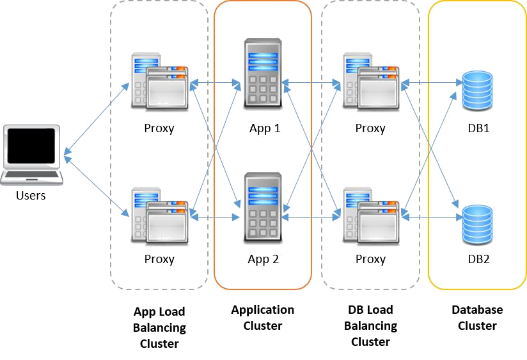 Proxy
App 1
Proxy
DB1
Users
Proxy
App 2
Proxy
DB2
App Load
Balancing
Cluster
Application
Cluster
DB Load
Balancing
Cluster
Database
Cluster